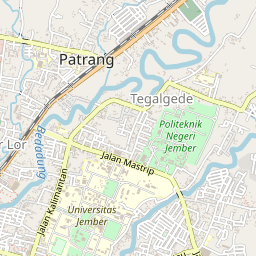 Patrang
Tegalgede
Politeknik
Negeri
Jember
Lor
Bedadung
Jalan Mastrip
Jalan Kalimantan
Universitas
Jember